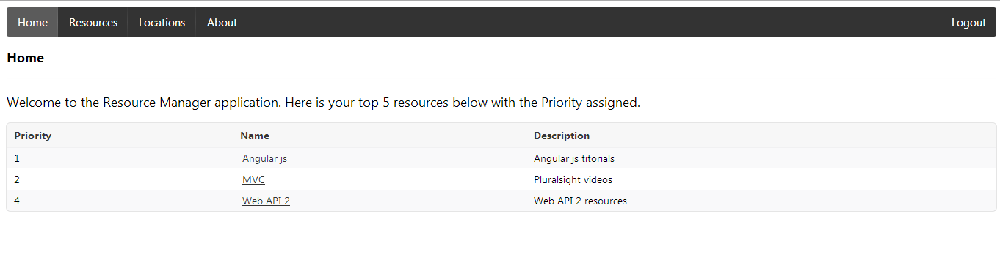 Home Resources Locations About Logout
Home
Welcome to the Resource Manager application. Here is your top 5 resources below with the Priority assigned.
Priority Name Description
1 Angular js Angular js titorials
2 MVC Pluralsight videos
4 Web API 2 Web API 2 resources